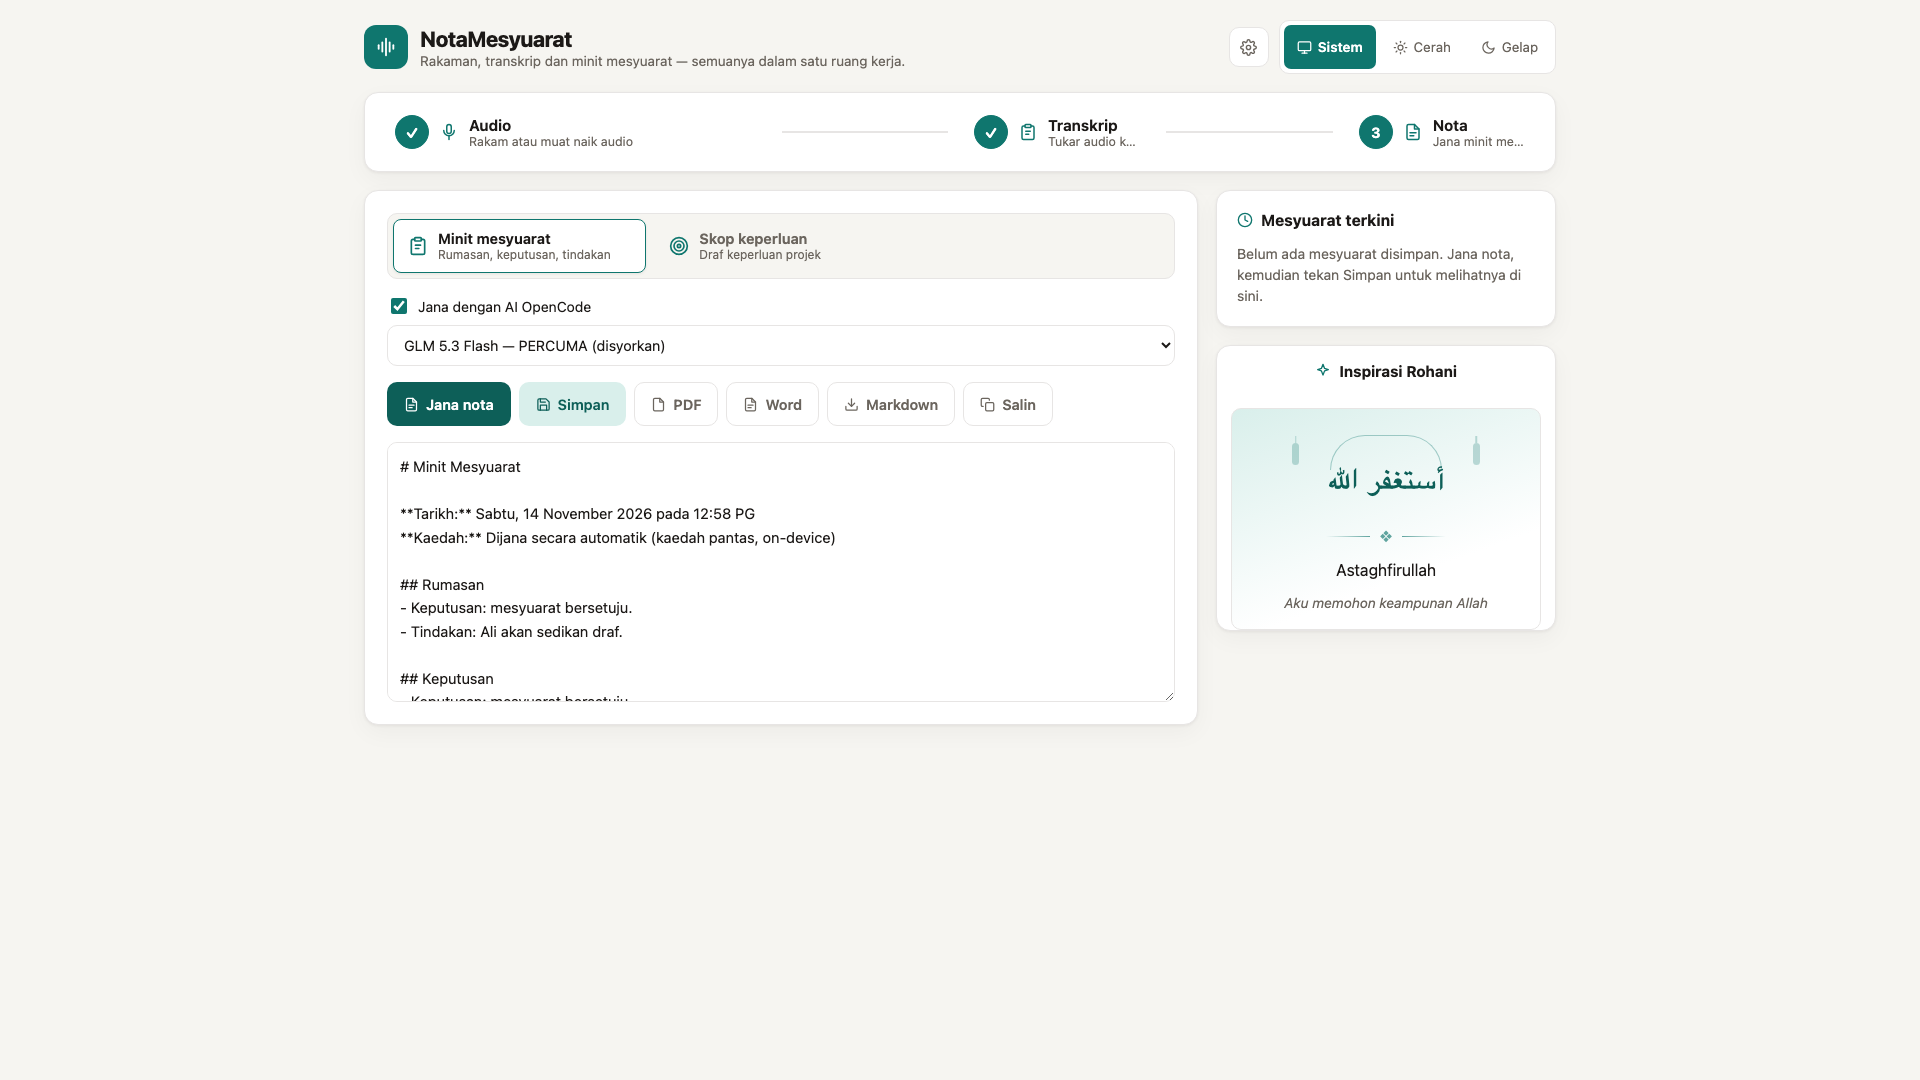 NotaMesyuarat
Rakaman, transkrip dan minit mesyuarat — semuanya dalam satu ruang kerja.
Sistem
Cerah
Gelap
Audio
Rakam atau muat naik audio
Transkrip
Tukar audio k...
3
Nota
Jana minit me...
Minit mesyuarat
Rumasan, keputusan, tindakan
Skop keperluan
Draf keperluan projek
Jana dengan AI OpenCode
GLM 5.3 Flash — PERCUMA (disyorkan)
Jana nota
Simpan
PDF
Word
Markdown
Salin
# Minit Mesyuarat
**Tarikh:** Sabtu, 14 November 2026 pada 12:58 PG
**Kaedah:** Dijana secara automatik (kaedah pantas, on-device)
## Rumasan
- Keputusan: mesyuarat bersetuju.
- Tindakan: Ali akan sedikan draf.
## Keputusan
- Keputusan: mesyuarat bersetuju.
Mesyuarat terkini
Belum ada mesyuarat disimpan. Jana nota,
kemudian tekan Simpan untuk melihatnya di
sini.
Inspirasi Rohani
أستغفر الله
Astaghfirullah
Aku memohon keampunan Allah